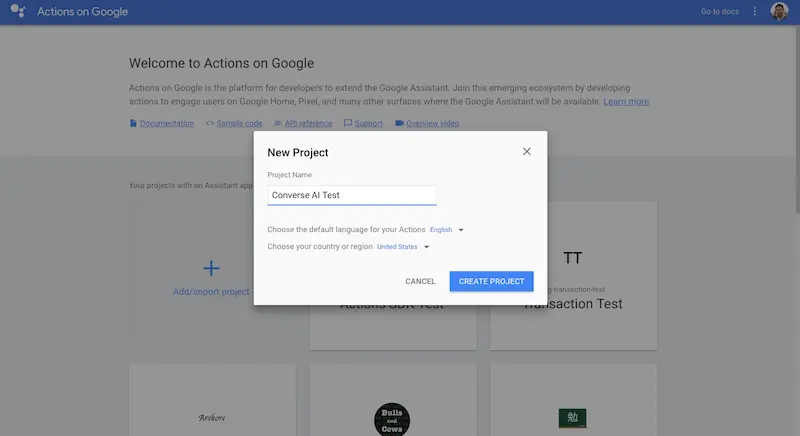 Actions on Google
Go to docs
Welcome to Actions on Google
Actions on Google is the platform for developers to extend the Google Assistant. Join this emerging ecosystem by developing
actions to engage users on Google Home, Pixel, and many other surfaces where the Google Assistant will be available. Learn more
Documentation
Sample code
API reference
Support
Overview video
Your projects with an Assistant app
New Project
Project Name
Converse AI Test
Choose the default language for your Actions English
Choose your country or region United States
CANCEL
CREATE PROJECT
Add/import project
Actions SDK Test
TT
Transaction Test
Arekore
Bulls
and
Cows
勉